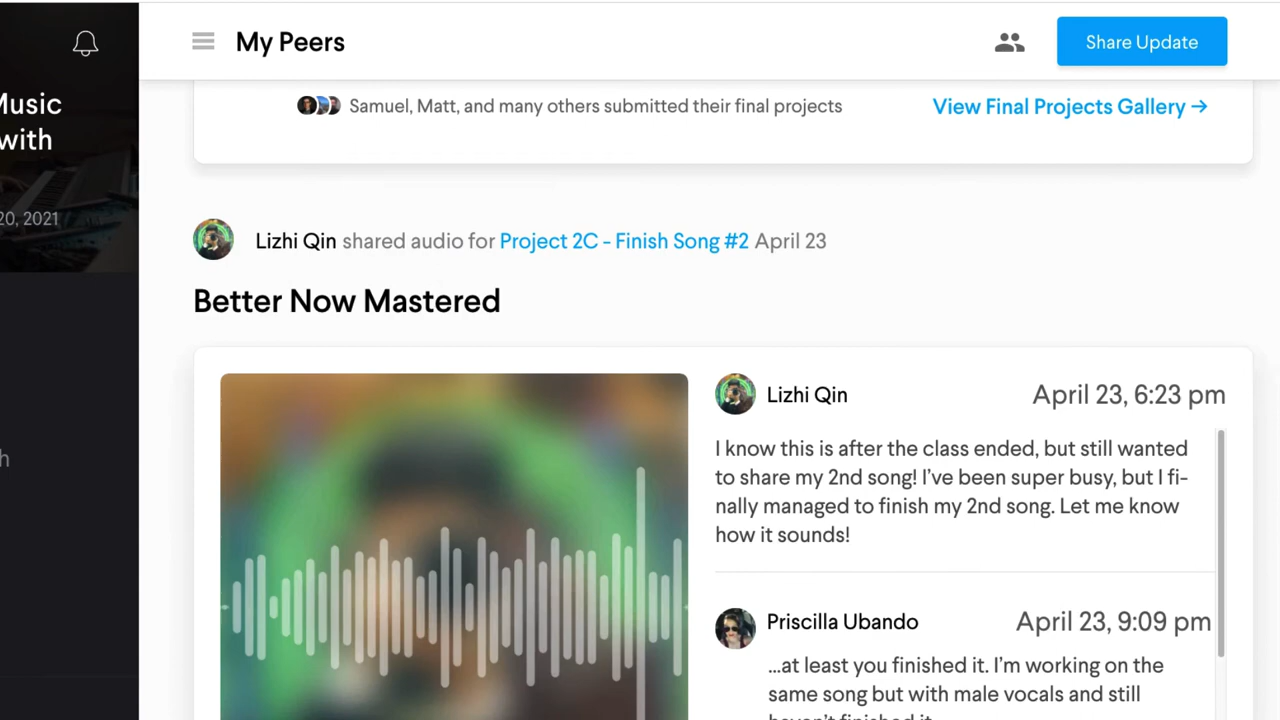 My Peers
Share Update
Music
with
20, 2021
Samuel, Matt, and many others submitted their final projects
View Final Projects Gallery →
Lizhi Qin shared audio for Project 2C - Finish Song #2 April 23
Better Now Mastered
Lizhi Qin
April 23, 6:23 pm
I know this is after the class ended, but still wanted
to share my 2nd song! I've been super busy, but I fi-
nally managed to finish my 2nd song. Let me know
how it sounds!
Priscilla Ubando
April 23, 9:09 pm
...at least you finished it. I'm working on the
same song but with male vocals and still
haven't finished it